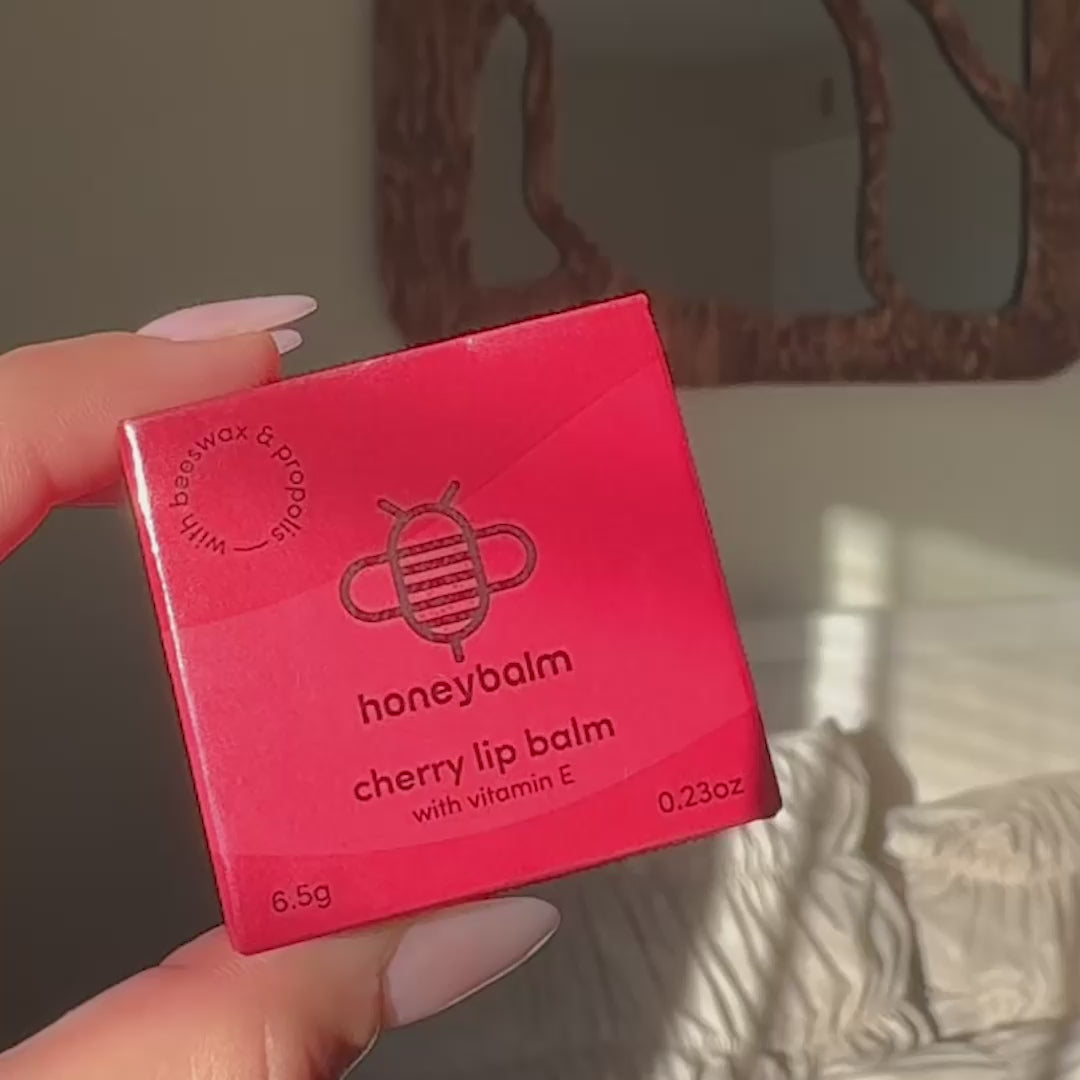 with beeswax & propolis —
honeybalm
cherry lip balm
with vitamin E
6.5g
0.23oz